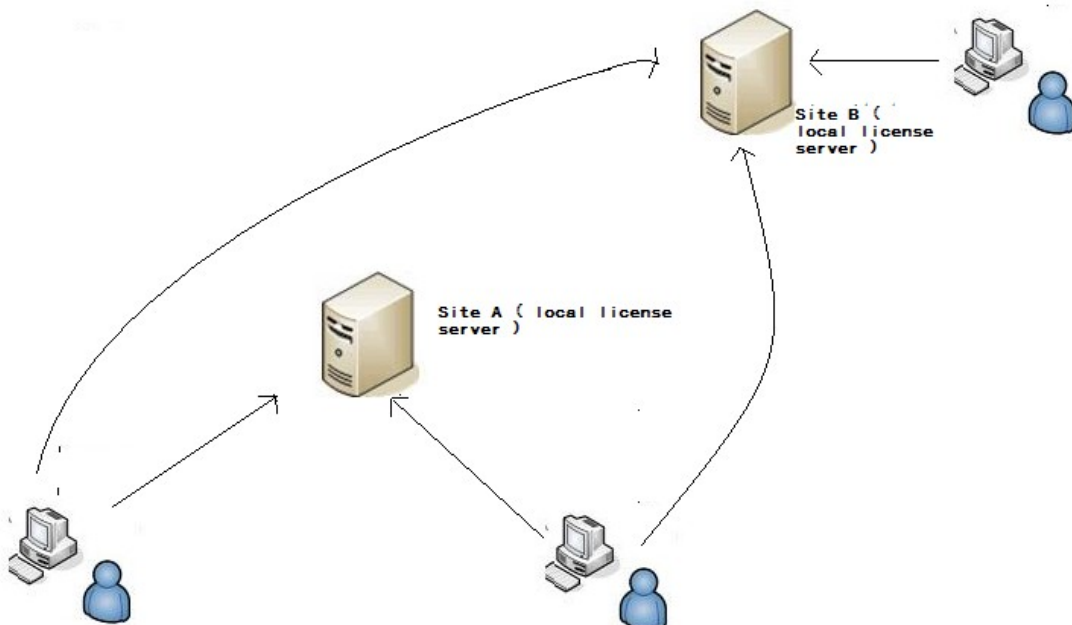 Site B (
local license
server )
Site A ( local license
server )